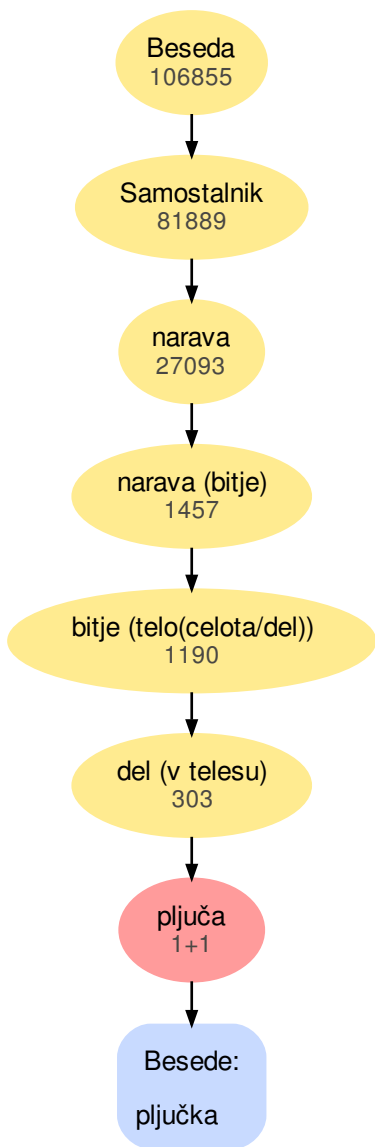 Beseda
106855
Samostalnik
81889
narava
27093
narava (bitje)
1457
bitje (telo(celota/del))
1190
del (v telesu)
303
pljuča
1+1
Besede:
pljučka